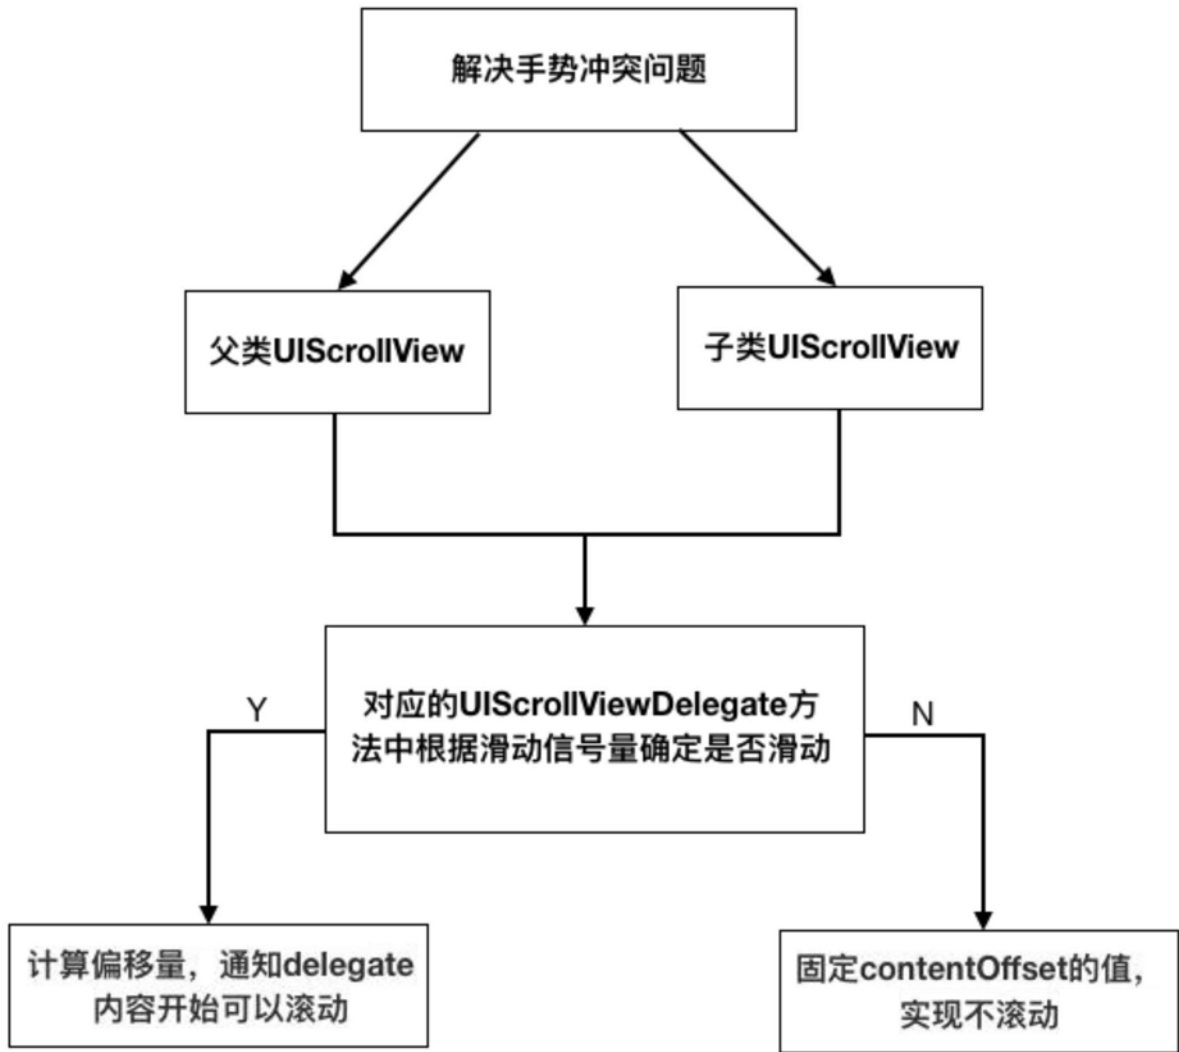 解决手势冲突问题
父类UIScrollView
子类UIScrollView
对应的UIScrollViewDelegate方
法中根据滑动信号量确定是否滑动
Y
N
计算偏移量，通知delegate
内容开始可以滚动
固定contentOffset的值，
实现不滚动